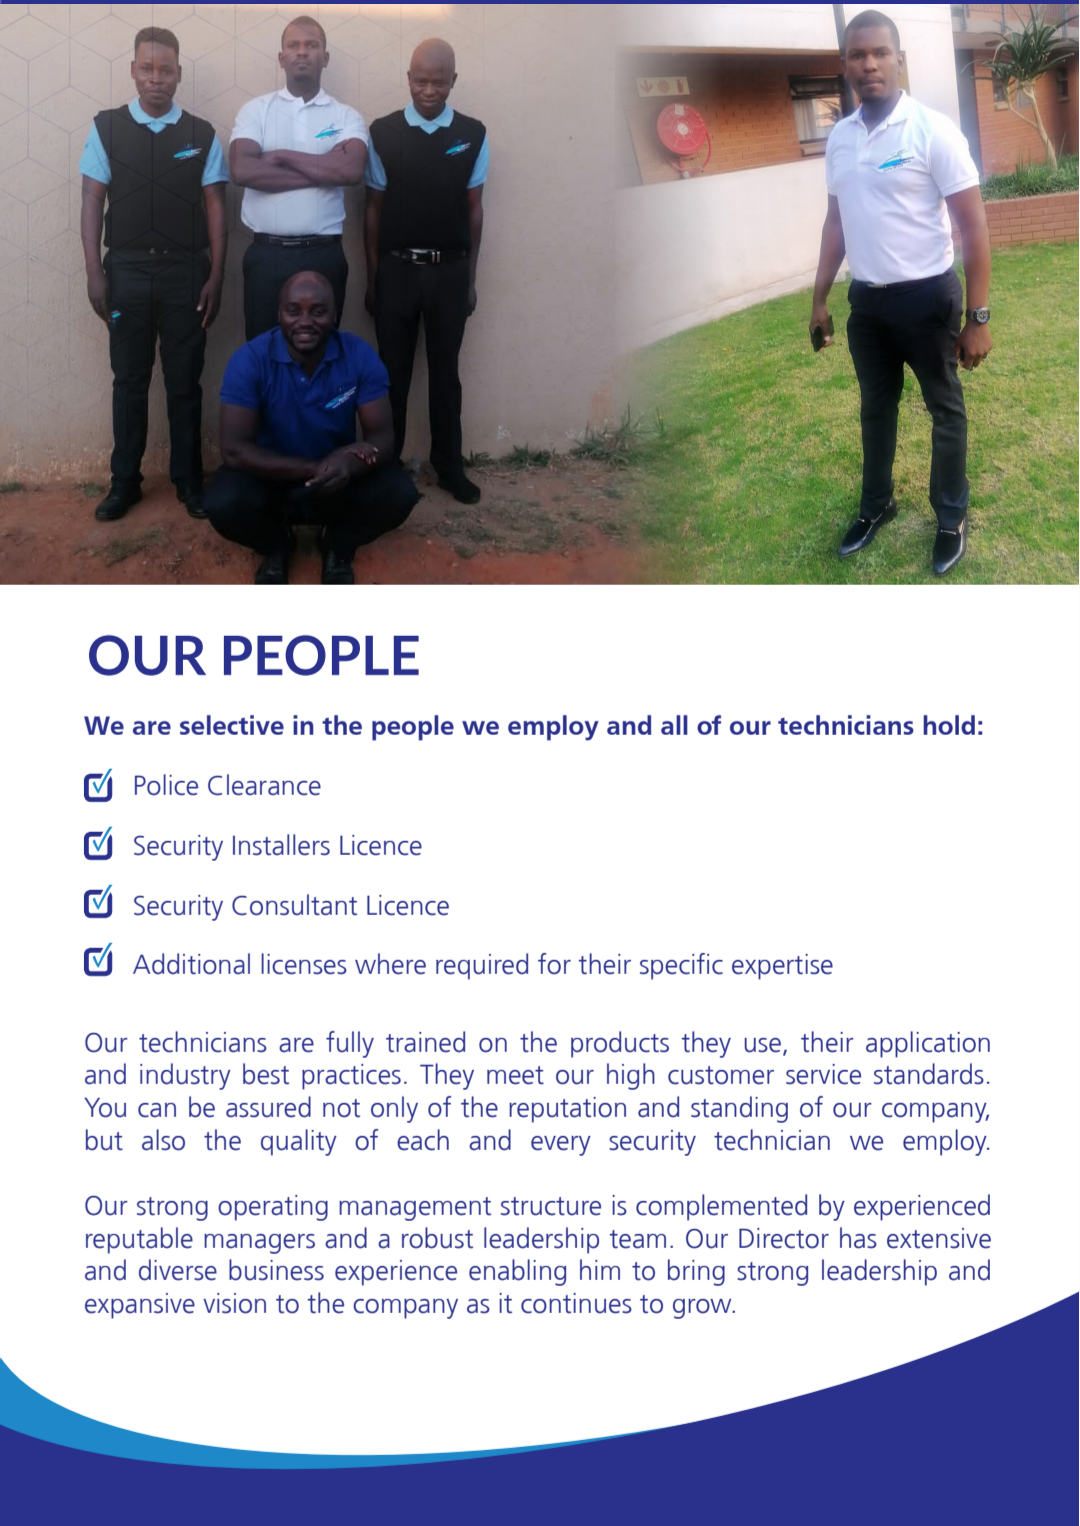 OUR PEOPLE
We are selective in the people we employ and all of our technicians hold:
Police Clearance
Security Installers Licence
Security Consultant Licence
Additional licenses where required for their specific expertise
Our technicians are fully trained on the products they use, their application
and industry best practices. They meet our high customer service standards.
You can be assured not only of the reputation and standing of our company,
but also the quality of each and every security technician we employ.
Our strong operating management structure is complemented by experienced
reputable managers and a robust leadership team. Our Director has extensive
and diverse business experience enabling him to bring strong leadership and
expansive vision to the company as it continues to grow.